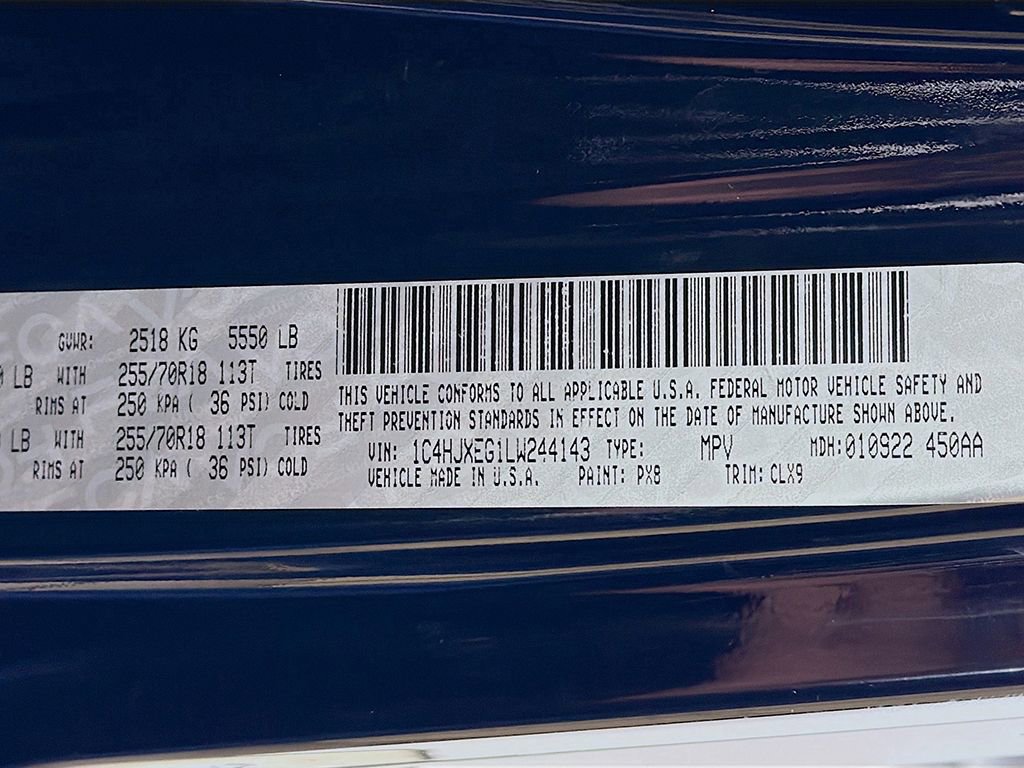 GVWR: 2518 KG 5550 LB
LB WITH 255/70R18 113T TIRES
RIMS AT 250 KPA ( 36 PSI) COLD
LB WITH 255/70R18 113T TIRES
RIMS AT 250 KPA ( 36 PSI) COLD
THIS VEHICLE CONFORMS TO ALL APPLICABLE U.S.A. FEDERAL MOTOR VEHICLE SAFETY AND
THEFT PREVENTION STANDARDS IN EFFECT ON THE DATE OF MANUFACTURE SHOWN ABOVE.
VIN: 1C4HJXEG1LW244143 TYPE: MPV MDH:010922 450AA
VEHICLE MADE IN U.S.A. PAINT: PX8 TRIM: CLX9